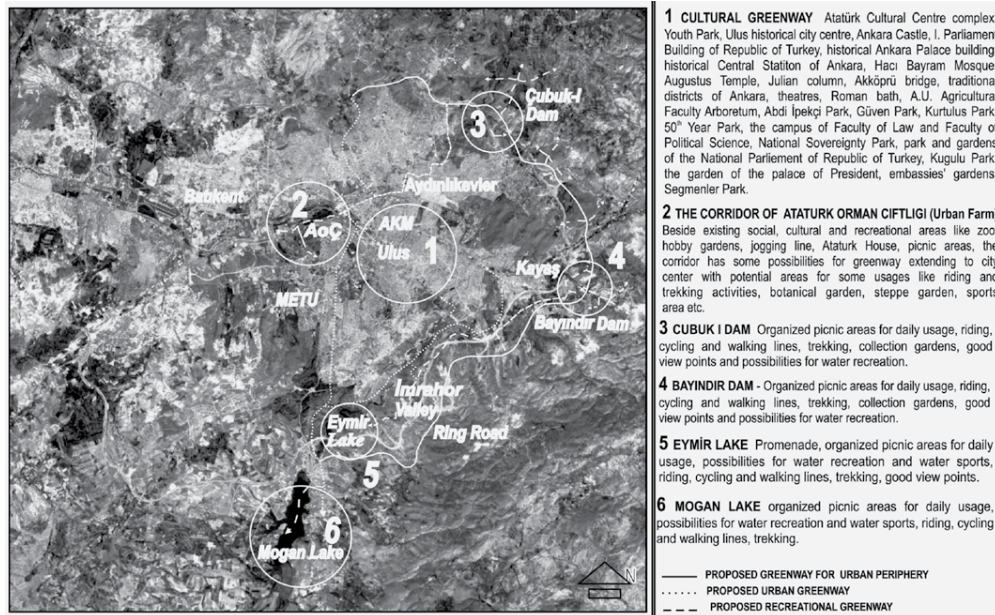 Çubuk-I
Dam
3
Batıkent
Aydınlıkevler
2
AOÇ
AKM
Ulus
1
4
Kayaş
METU
Bayındır Dam
Imrahor
Valley
Eymir
Lake
Ring Road
5
6
Mogan Lake
N
1 CULTURAL GREENWAY Atatürk Cultural Centre complex
Youth Park, Ulus historical city centre, Ankara Castle, I. Parliamen
Building of Republic of Turkey, historical Ankara Palace building
historical Central Statiton of Ankara, Hacı Bayram Mosque
Augustus Temple, Julian column, Akköprü bridge, traditiona
districts of Ankara, theatres, Roman bath, A.U. Agricultura
Faculty Arboretum, Abdi İpekçi Park, Güven Park, Kurtulus Park
50th Year Park, the campus of Faculty of Law and Faculty o
Political Science, National Sovereignty Park, park and gardens
of the National Parliement of Republic of Turkey, Kugulu Park
the garden of the palace of President, embassies' gardens
Segmenler Park.
2 THE CORRIDOR OF ATATURK ORMAN CIFTLIGI (Urban Farm
Beside existing social, cultural and recreational areas like zoo
hobby gardens, jogging line, Ataturk House, picnic areas, the
corridor has some possibilities for greenway extending to city
center with potential areas for some usages like riding and
trekking activities, botanical garden, steppe garden, sports
area etc.
3 CUBUK I DAM Organized picnic areas for daily usage, riding,
cycling and walking lines, trekking, collection gardens, good
view points and possibilities for water recreation.
4 BAYINDIR DAM - Organized picnic areas for daily usage, riding,
cycling and walking lines, trekking, collection gardens, good
view points and possibilities for water recreation.
5 EYMİR LAKE Promenade, organized picnic areas for daily
usage, possibilities for water recreation and water sports,
riding, cycling and walking lines, trekking, good view points.
6 MOGAN LAKE organized picnic areas for daily usage,
possibilities for water recreation and water sports, riding, cycling
and walking lines, trekking.
PROPOSED GREENWAY FOR URBAN PERIPHERY
PROPOSED URBAN GREENWAY
PROPOSED RECREATIONAL GREENWAY